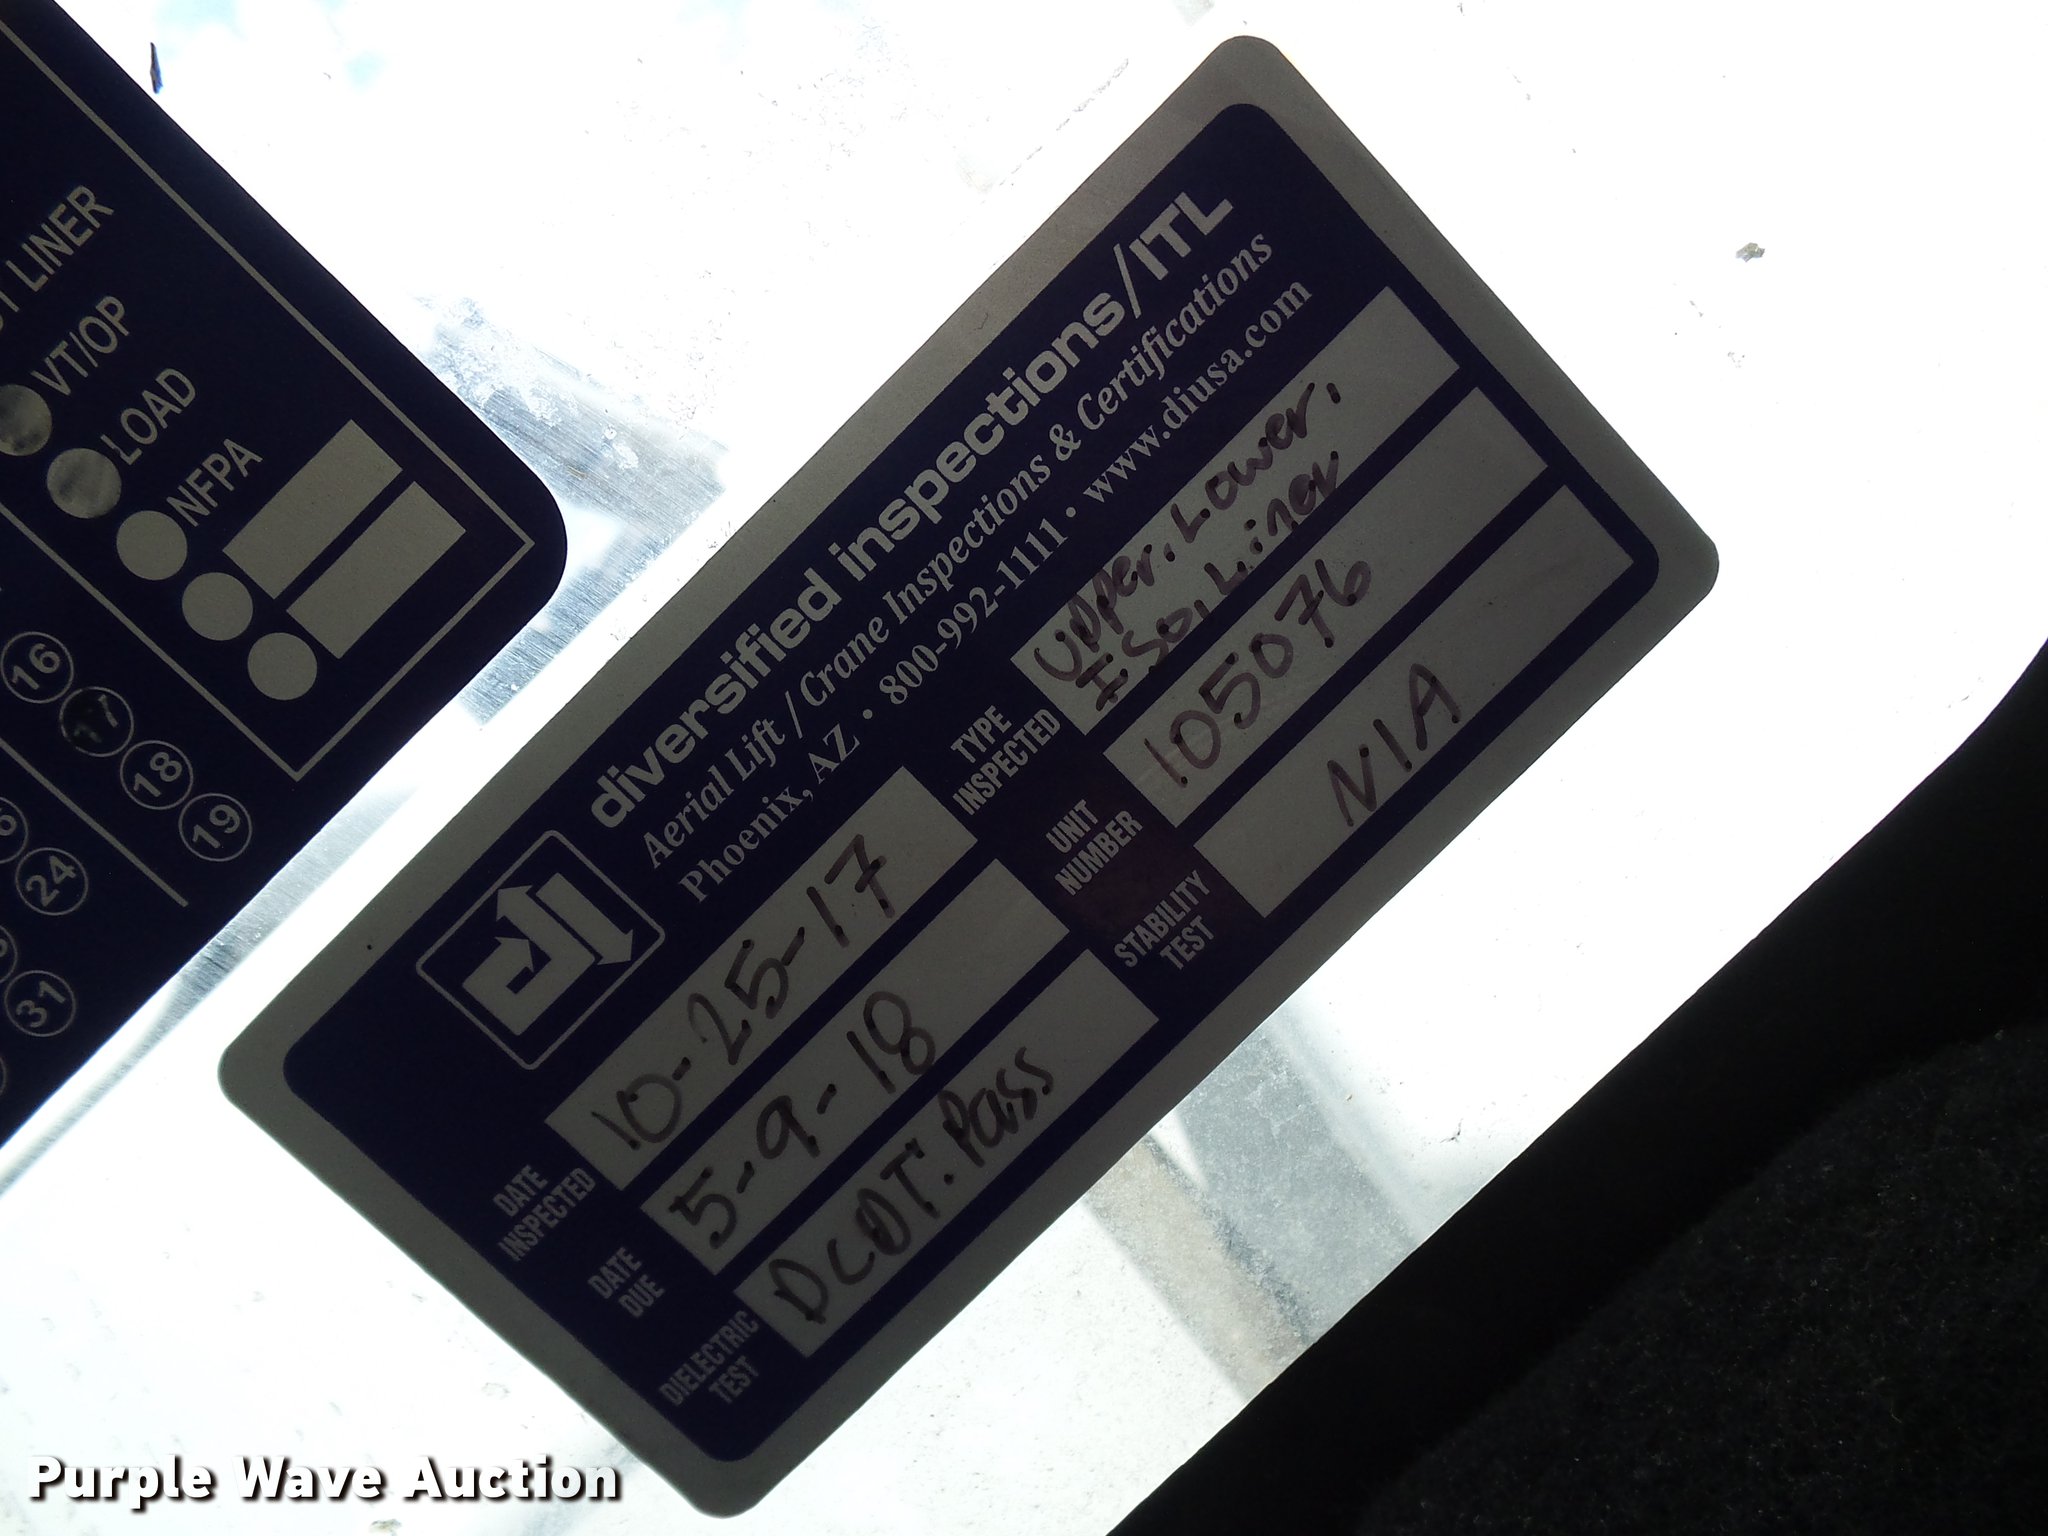 LINER
VT/OP
LOAD
NFPA
16
17
18
19
24
31
diversified inspections/ITL
Aerial Lift / Crane Inspections & Certifications
Phoenix, AZ • 800-992-1111 • www.diusa.com
DATE INSPECTED 10-25-17
DATE DUE 5-9-18
DIELECTRIC TEST Pass
TYPE INSPECTED Upper, Lower,
ISO, Liner
UNIT NUMBER 105076
STABILITY TEST N/A
Purple Wave Auction